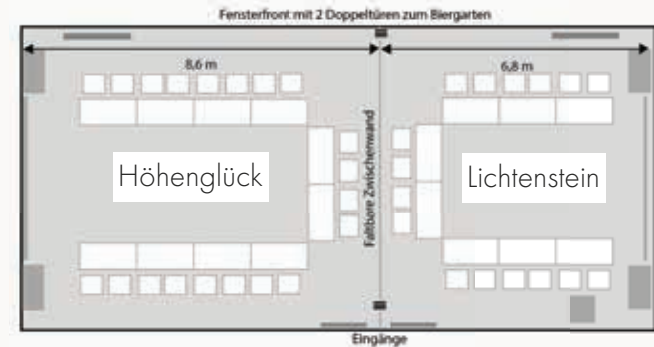 Fensterfront mit 2 Doppeltüren zum Biergarten
8,6 m
6,8 m
Höhenglück
Faltbare Zwischenwand
Lichtenstein
Eingänge